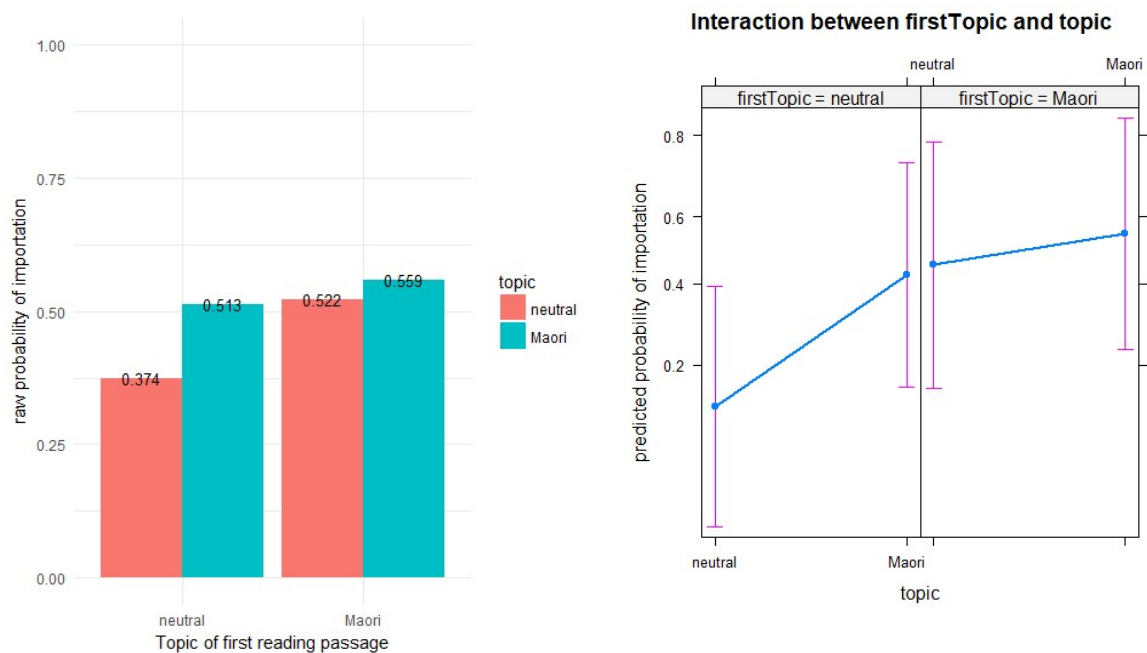 raw probability of importation
1.00
0.75
0.50
0.25
0.00
0.374
0.513
0.522
0.559
neutral
Maori
Topic of first reading passage
topic
neutral
Maori
Interaction between firstTopic and topic
neutral
Maori
firstTopic = neutral
firstTopic = Maori
predicted probability of importation
0.8
0.6
0.4
0.2
neutral
Maori
topic